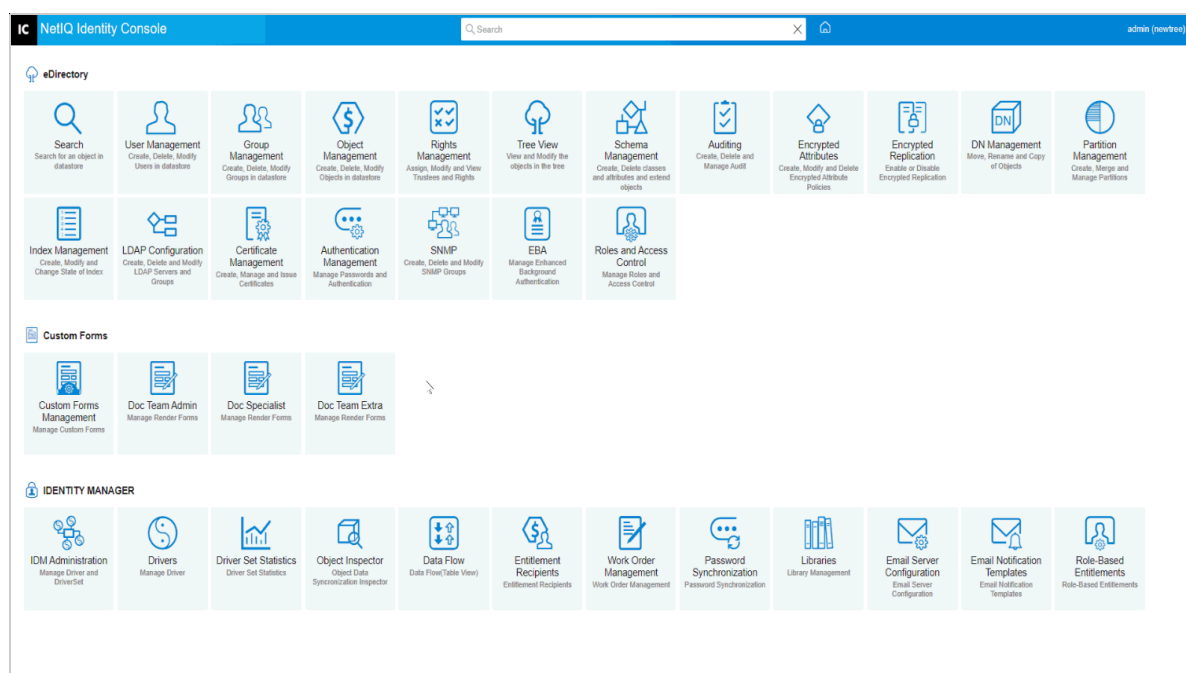 IC NetIQ Identity Console
Search
admin (newtree)
eDirectory
Search
Search for an object in
datastore
User Management
Create, Delete, Modify
Users in datastore
Group
Management
Create, Delete, Modify
Groups in datastore
Object
Management
Create, Delete, Modify
Objects in datastore
Rights
Management
Assign, Modify and View
Trustees and Rights
Tree View
View and Modify the
objects in the tree
Schema
Management
Create, Delete classes
and attributes and extend
objects
Auditing
Create, Delete and
Manage Audit
Encrypted
Attributes
Create, Modify and Delete
Encrypted Attribute
Policies
Encrypted
Replication
Enable or Disable
Encrypted Replication
DN
DN Management
Move, Rename and Copy
of Objects
Partition
Management
Create, Merge and
Manage Partitions
Index Management
Create, Modify and
Change State of Index
LDAP Configuration
Create, Delete and Modify
LDAP Servers and
Groups
Certificate
Management
Create, Manage and Issue
Certificates
Authentication
Management
Manage Passwords and
Authentication
SNMP
Create, Delete and Modify
SNMP Groups
EBA
Manage Enhanced
Background
Authentication
Roles and Access
Control
Manage Roles and
Access Control
Custom Forms
Custom Forms
Management
Manage Custom Forms
Doc Team Admin
Manage Render Forms
Doc Specialist
Manage Render Forms
Doc Team Extra
Manage Render Forms
IDENTITY MANAGER
IDM Administration
Manage Driver and
DriverSet
Drivers
Manage Driver
Driver Set Statistics
Driver Set Statistics
Object Inspector
Object Data
Syncronization Inspector
Data Flow
Data Flow(Table View)
Entitlement
Recipients
Entitlement Recipients
Work Order
Management
Work Order Management
Password
Synchronization
Password Synchronization
Libraries
Library Management
Email Server
Configuration
Email Server
Configuration
Email Notification
Templates
Email Notification
Templates
Role-Based
Entitlements
Role-Based Entitlements